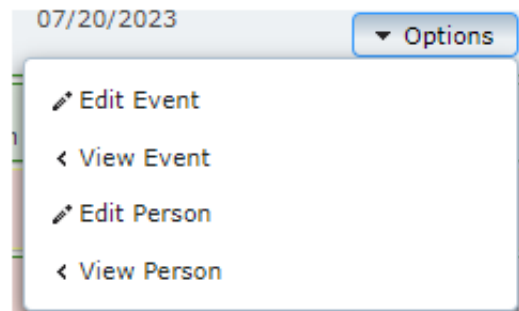 07/20/2023
Options
Edit Event
View Event
Edit Person
View Person